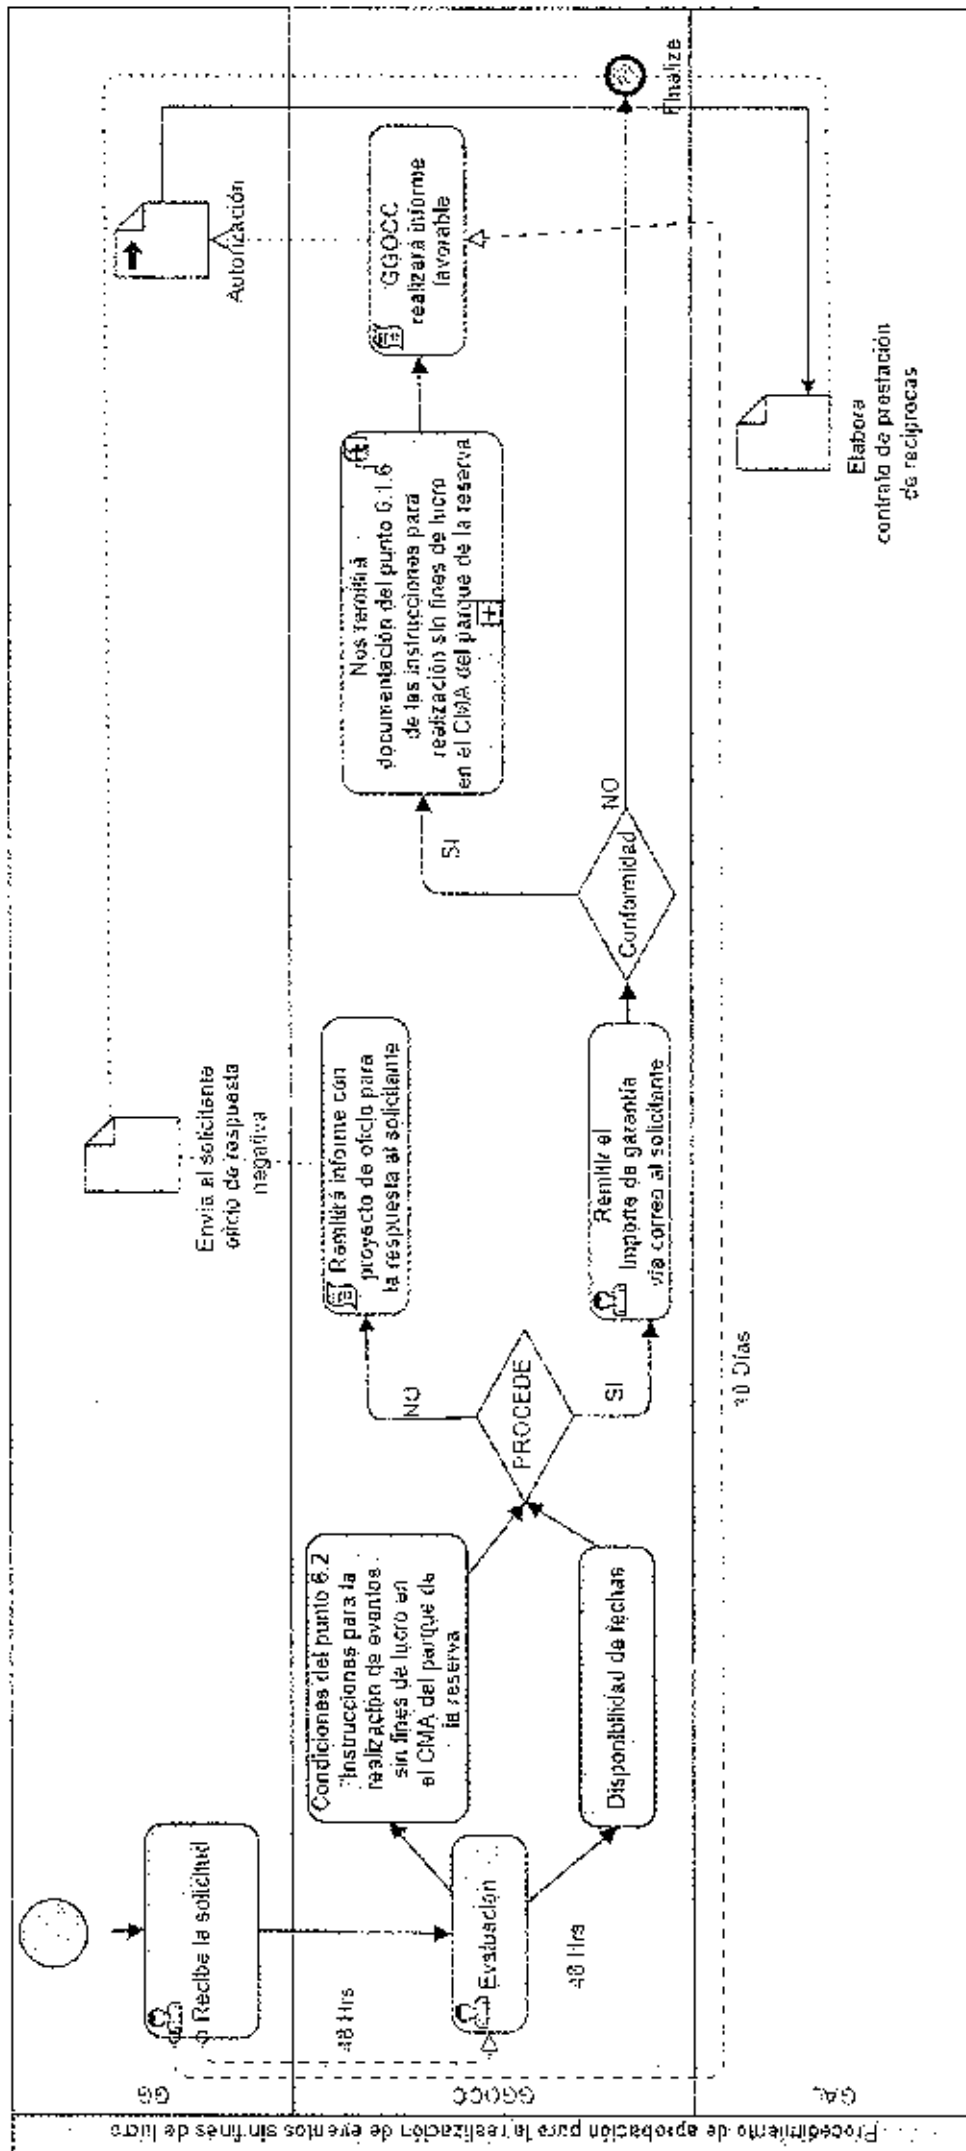 Procedimiento de aprobación para la realización de eventos sin fines de lucro
GG
GGOCC
GAL
Recibe la solicitud
48 Hrs
Evaluación
48 Hrs
Condiciones del punto 6.2
"Instrucciones para la
realización de eventos
sin fines de lucro en
el CMA del parque de
la reserva
Disponibilidad de fechas
PROCEDE
NO
SI
Remitirá informe con
proyecto de oficio para
la respuesta al solicitante
Envia al solicitante
oficio de respuesta
negativa
Remitir el
importe de garantía
vía correo al solicitante
10 Días
Conformidad
SI
NO
Nos remitirá
documentación del punto 6.1.6
de las instrucciones para
realización sin fines de lucro
en el CMA del parque de la reserva
GGOCC
realizará informe
favorable
Autorización
Finalize
Elabora
contrato de prestación
de recíprocas